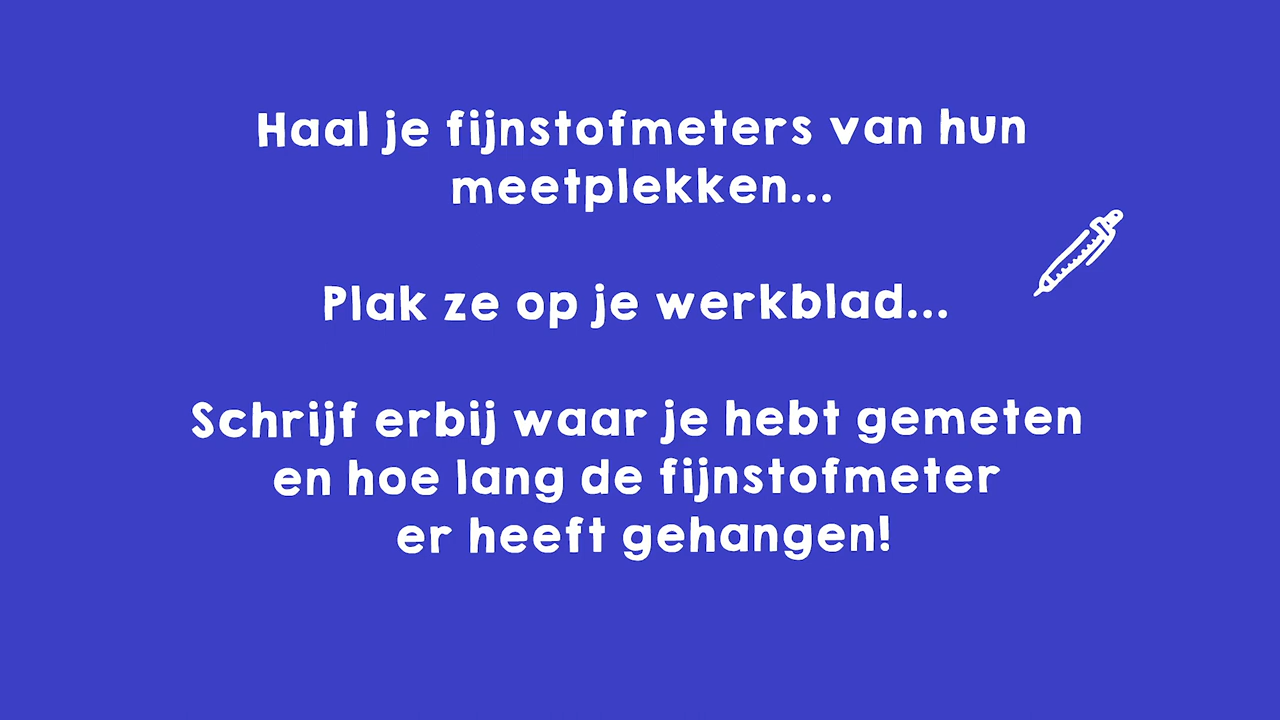 Haal je fijnstofmeters van hun
meetplekken...
Plak ze op je werkblad...
Schrijf erbij waar je hebt gemeten
en hoe lang de fijnstofmeter
er heeft gehangen!